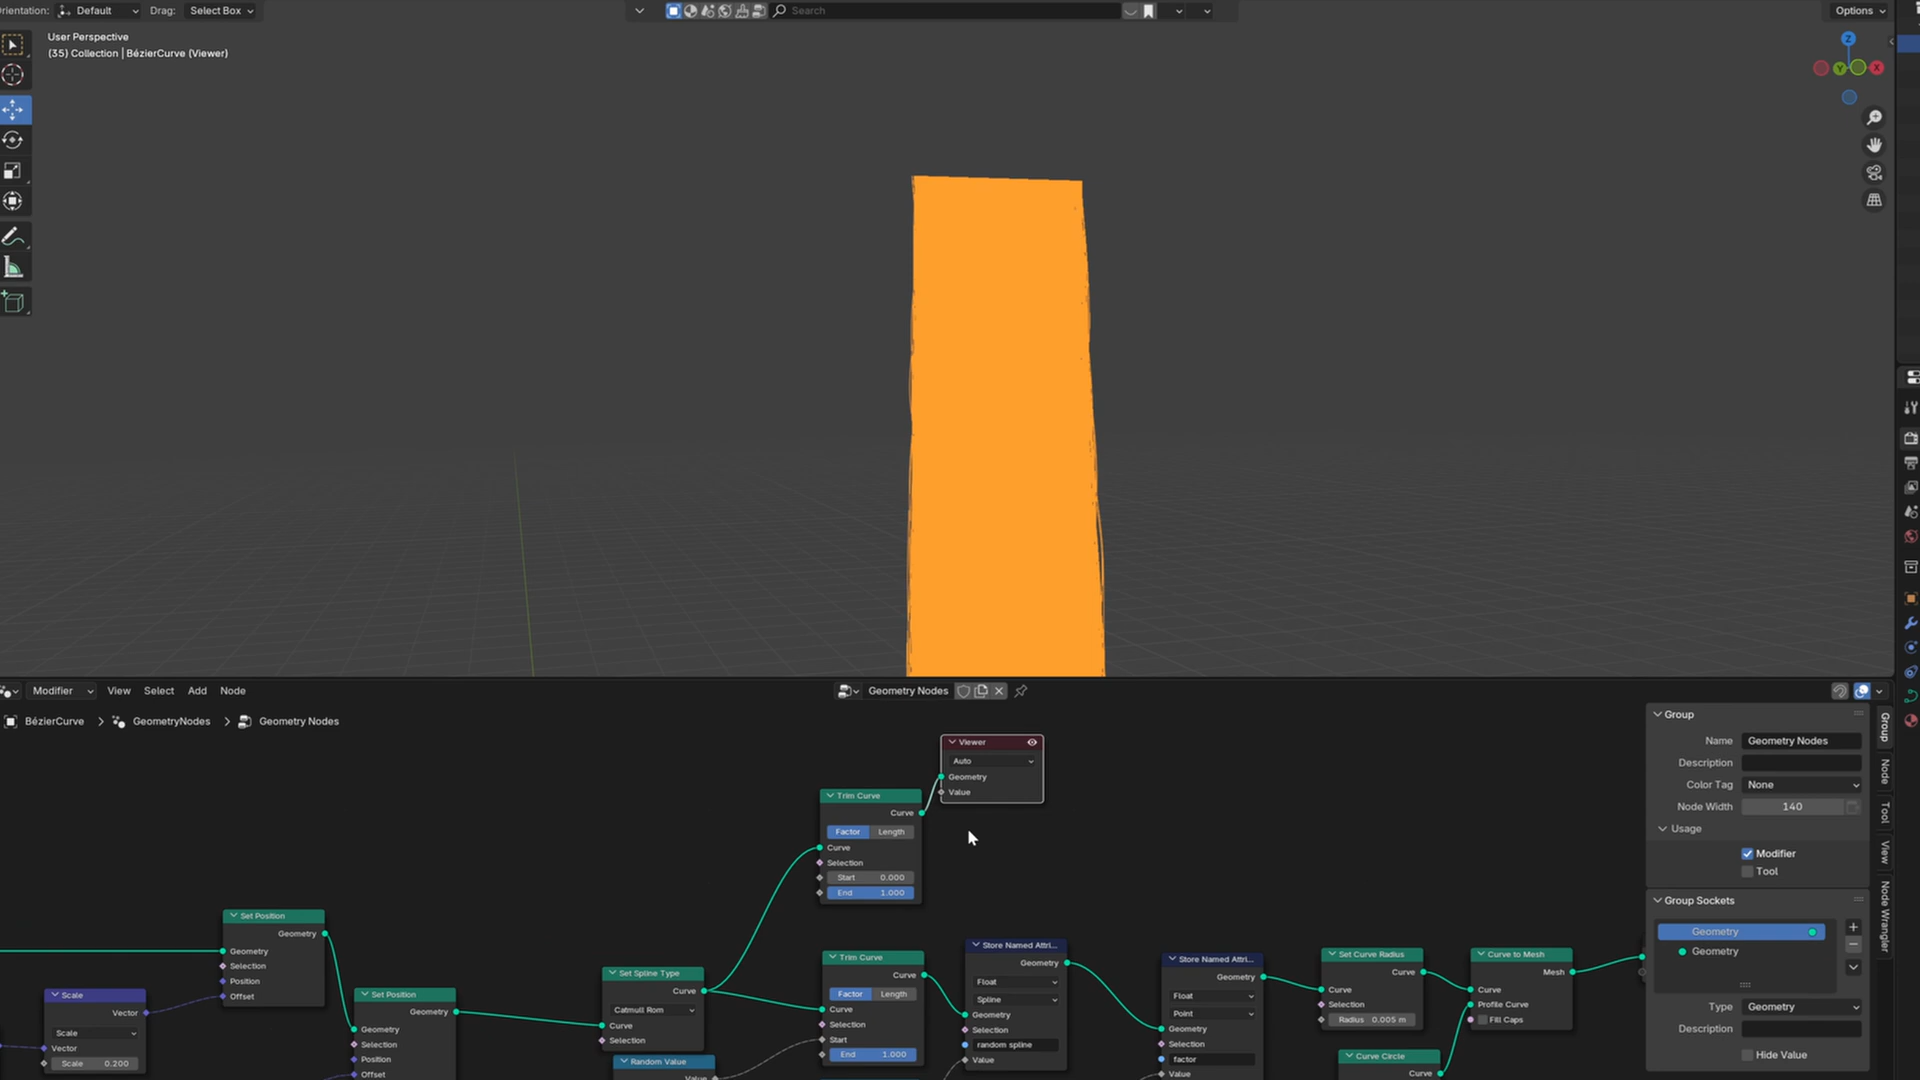 Orientation: Default Drag: Select Box Search Options
User Perspective
(35) Collection | BézierCurve (Viewer)
Z
Y
X
Modifier View Select Add Node Geometry Nodes
BézierCurve > GeometryNodes > Geometry Nodes
Viewer
Auto
Geometry
Value
Trim Curve
Curve
Factor Length
Curve
Selection
Start 0.000
End 1.000
Set Position
Geometry
Geometry
Selection
Position
Offset
Scale
Vector
Scale
Vector
Scale 0.200
Set Position
Geometry
Geometry
Selection
Position
Offset
Set Spline Type
Curve
Catmull Rom
Curve
Selection
Random Value
Value
Trim Curve
Curve
Factor Length
Curve
Selection
Start
End 1.000
Store Named Attri...
Geometry
Float
Spline
Geometry
Selection
random spline
Value
Store Named Attri...
Geometry
Float
Point
Geometry
Selection
factor
Value
Set Curve Radius
Curve
Curve
Selection
Radius 0.005 m
Curve to Mesh
Mesh
Curve
Profile Curve
Fill Caps
Curve Circle
Curve
Group
Name Geometry Nodes
Description
Color Tag None
Node Width 140
Usage
Modifier
Tool
Group Sockets
Geometry
Geometry
Type Geometry
Description
Hide Value
Group
Node
Tool
View
Node Wrangler